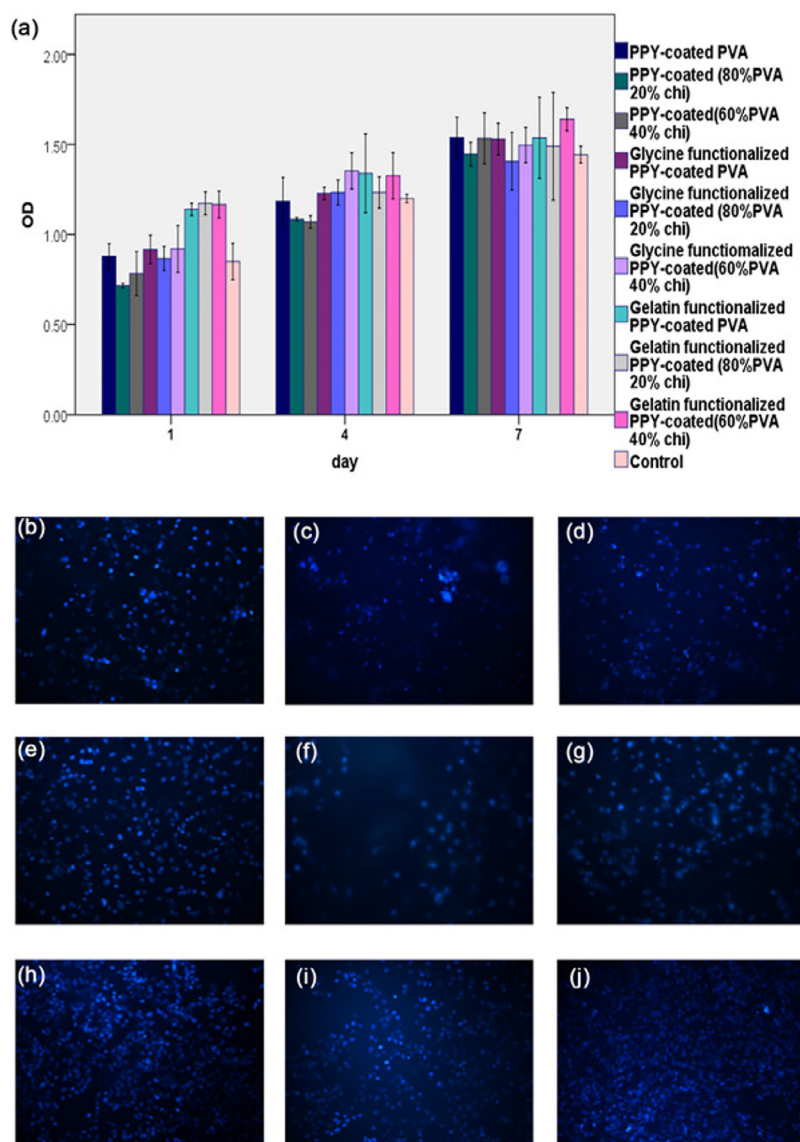 (a)
2.00
1.50
1.00
0.50
0.00
OD
1
4
7
day
PPY-coated PVA
PPY-coated (80%PVA
20% chi)
PPY-coated(60%PVA
40% chi)
Glycine functionalized
PPY-coated PVA
Glycine functionalized
PPY-coated (80%PVA
20% chi)
Glycine functiomalized
PPY-coated(60%PVA
40% chi)
Gelatin functionalized
PPY-coated PVA
Gelatin functionalized
PPY-coated (80%PVA
20% chi)
Gelatin functionalized
PPY-coated(60%PVA
40% chi)
Control
(b)
(c)
(d)
(e)
(f)
(g)
(h)
(i)
(j)